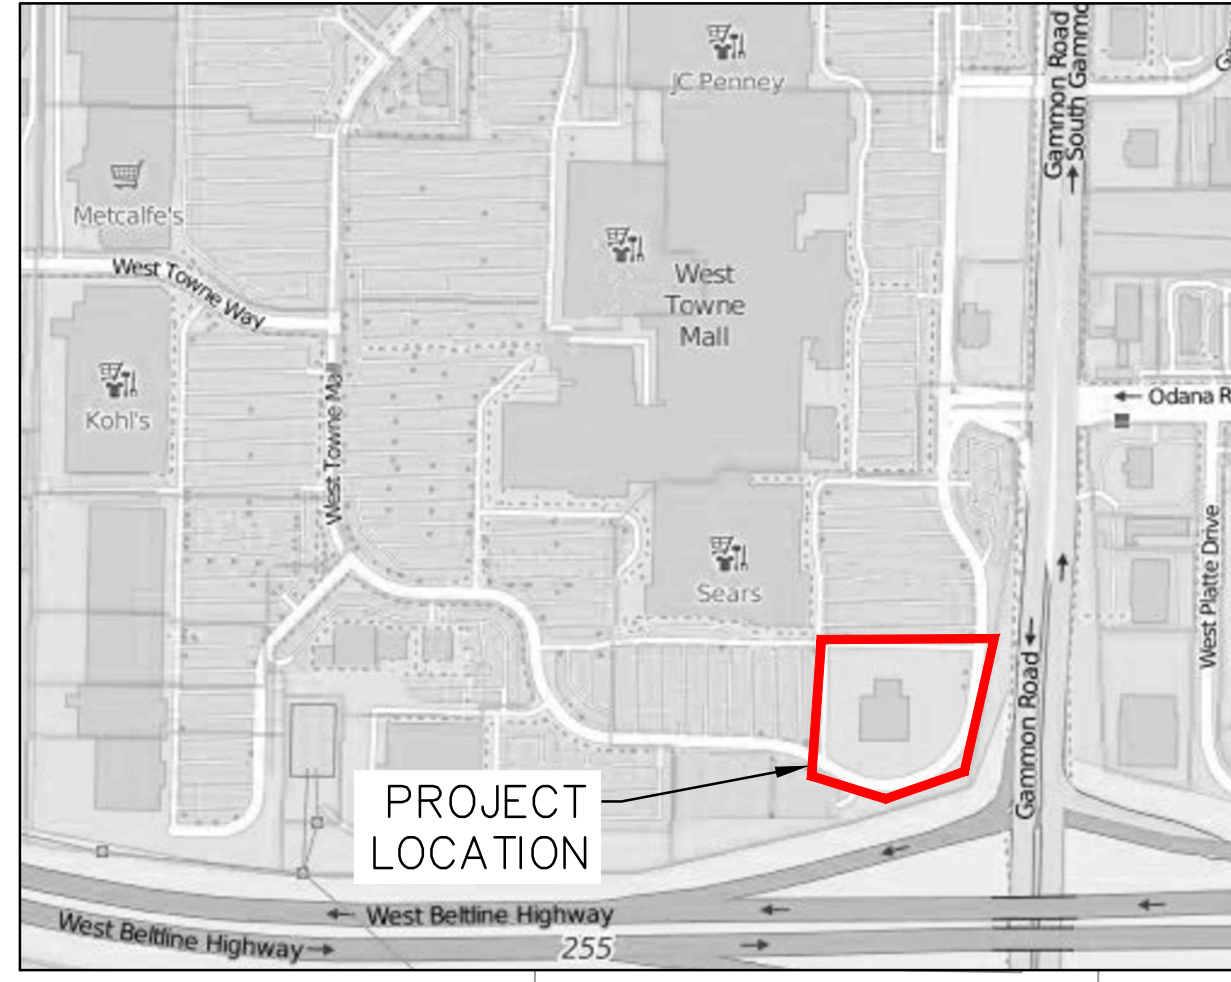 JC Penney
Gammon Road
South Gammo
Metcalfe's
West Towne Way
West
Towne
Mall
Kohl's
West Towne Mall
Odana R
Sears
West Platte Drive
Gammon Road
PROJECT
LOCATION
West Beltline Highway
West Beltline Highway
255